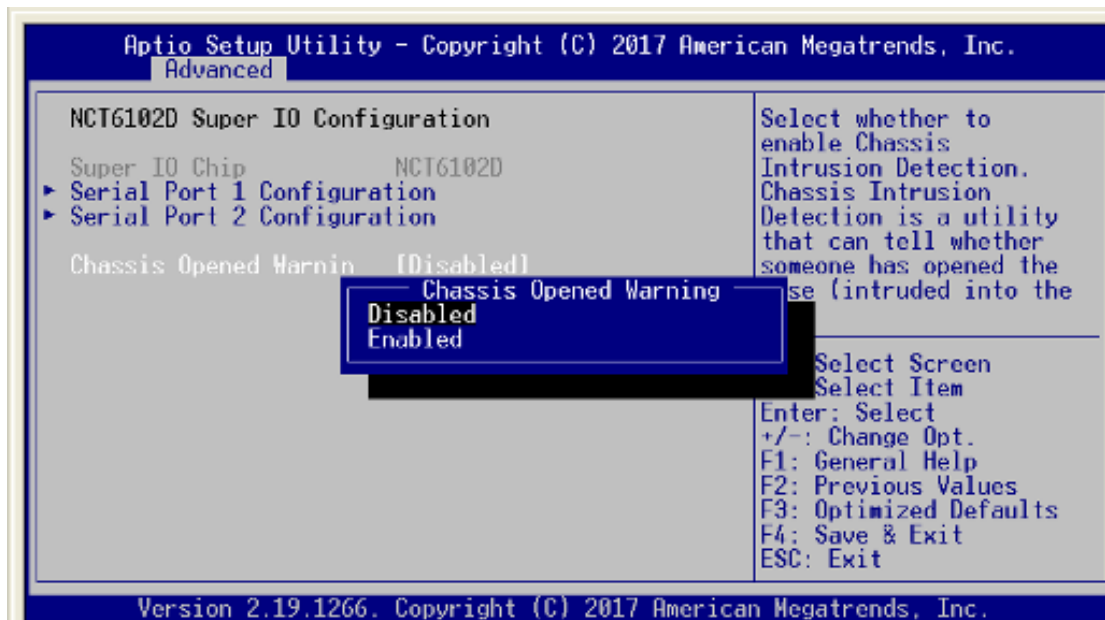 Aptio Setup Utility - Copyright (C) 2017 American Megatrends, Inc.
Advanced
NCT6102D Super IO Configuration
Super IO Chip NCT6102D
► Serial Port 1 Configuration
► Serial Port 2 Configuration
Chassis Opened Warnin [Disabled]
Chassis Opened Warning
Disabled
Enabled
Select whether to
enable Chassis
Intrusion Detection.
Chassis Intrusion
Detection is a utility
that can tell whether
someone has opened the
se (intruded into the
Select Screen
Select Item
Enter: Select
+/-: Change Opt.
F1: General Help
F2: Previous Values
F3: Optimized Defaults
F4: Save & Exit
ESC: Exit
Version 2.19.1266. Copyright (C) 2017 American Megatrends, Inc.